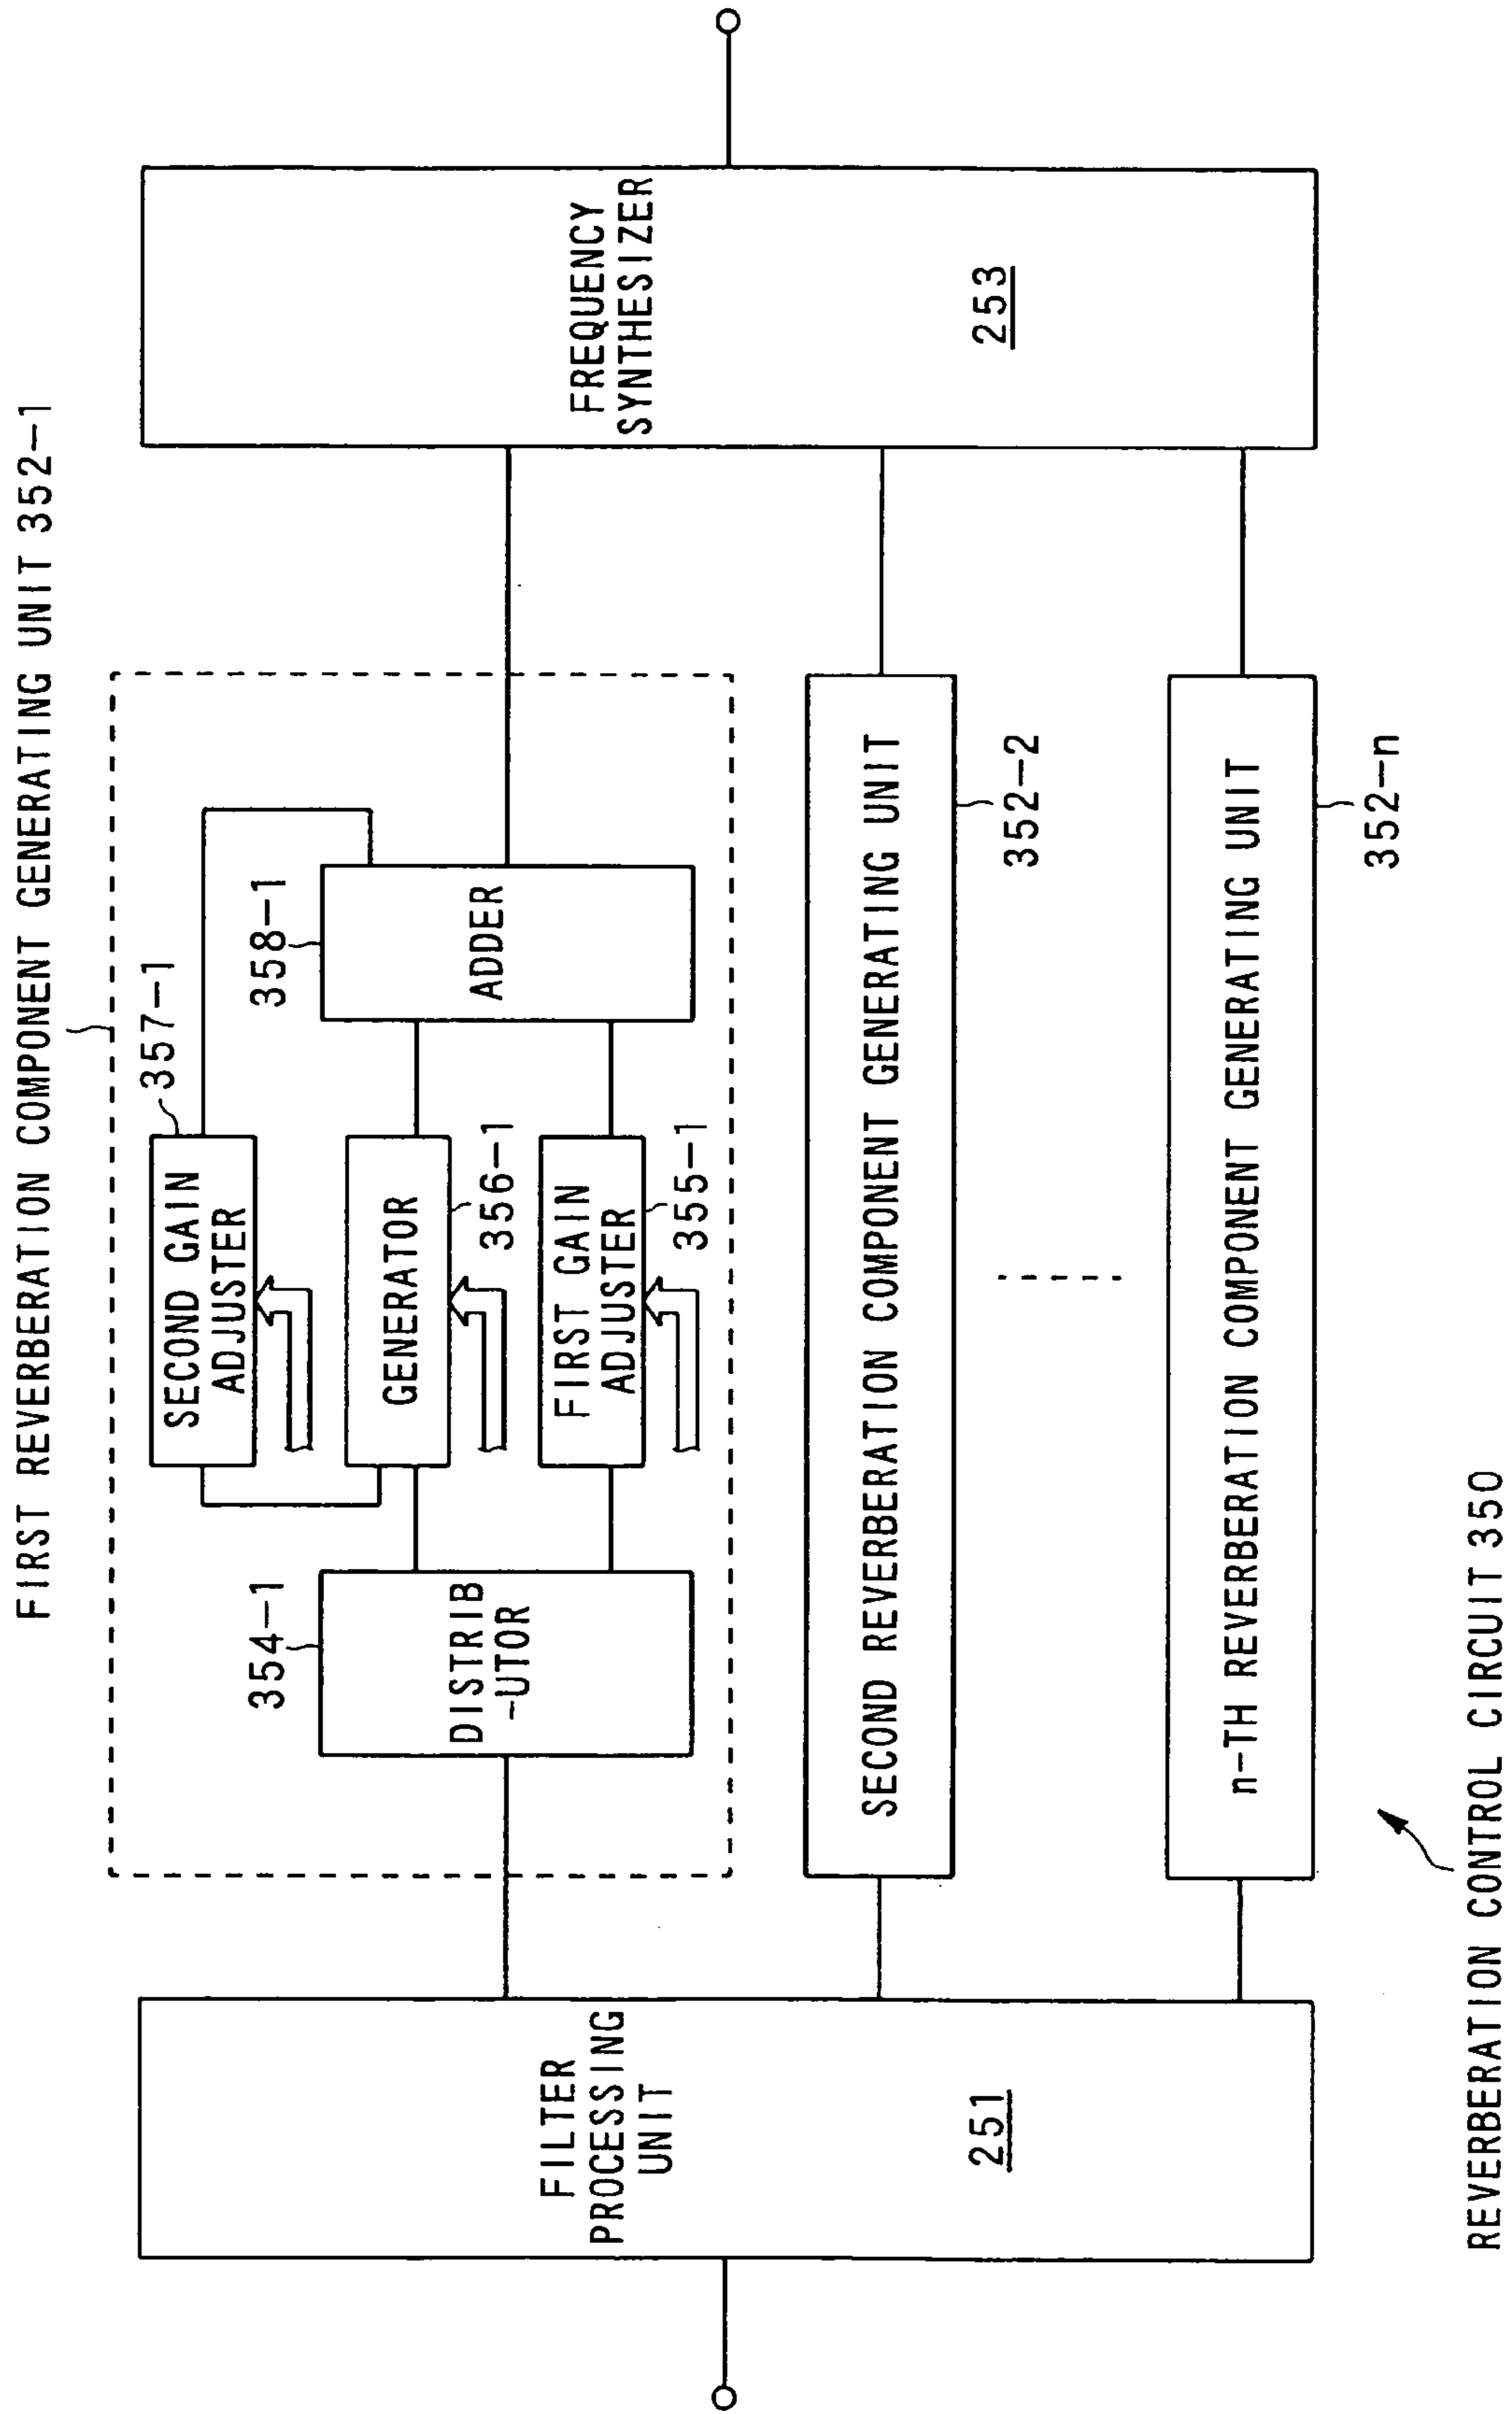 FIRST REVERBERATION COMPONENT GENERATING UNIT 352-1
357-1
SECOND GAIN
ADJUSTER
354-1
358-1
GENERATOR
356-1
DISTRIB
-UTOR
ADDER
FIRST GAIN
ADJUSTER
355-1
FILTER
PROCESSING
UNIT
251
FREQUENCY
SYNTHESIZER
253
SECOND REVERBERATION COMPONENT GENERATING UNIT
352-2
n-TH REVERBERATION COMPONENT GENERATING UNIT
352-n
REVERBERATION CONTROL CIRCUIT 350